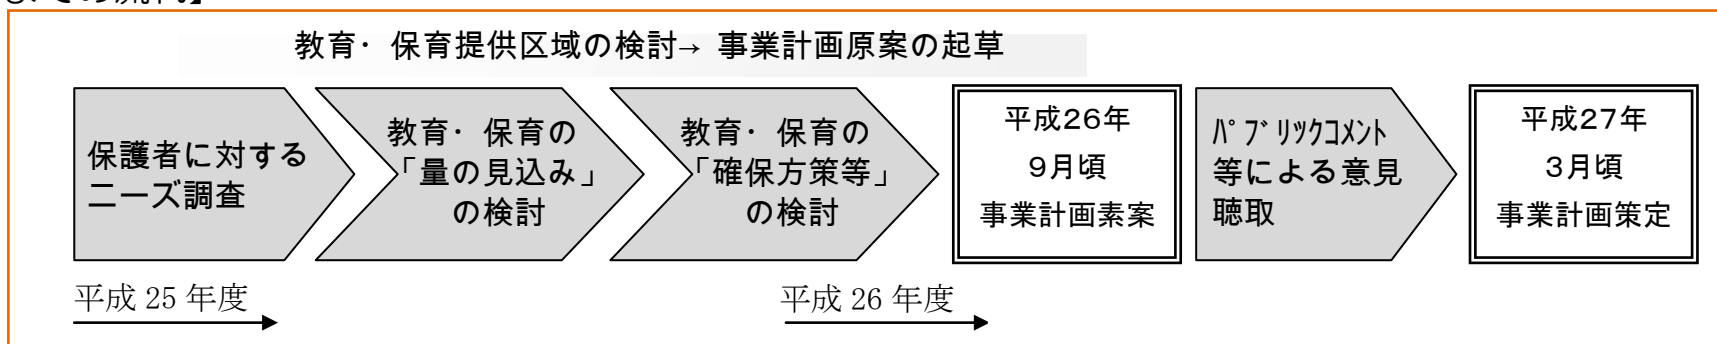 教育・ 保育提供区域の検討→ 事業計画原案の起草
保護者に対する
ニーズ調査
教育・ 保育の
「量の見込み」
の検討
教育・ 保育の
「確保方策等」
の検討
平成26年
9月頃
事業計画素案
ﾊﾟﾌﾞﾘｯｸｺﾒﾝﾄ
等による意見
聴取
平成27年
3月頃
事業計画策定
平成 25 年度
平成 26 年度